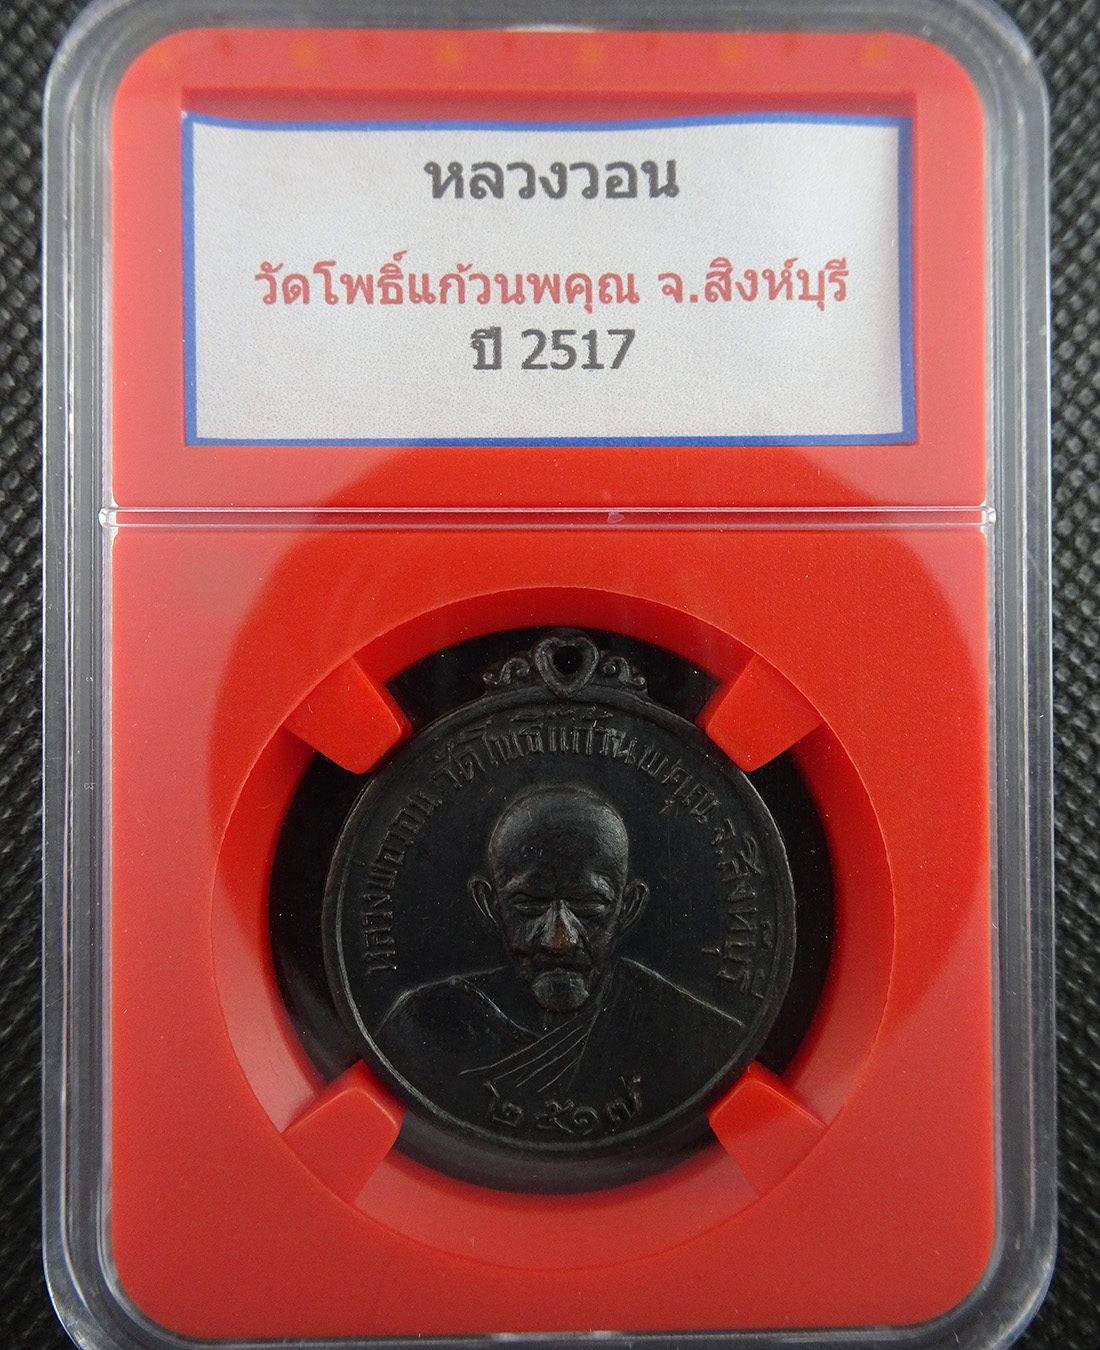 หลวงวอน
วัดโพธิ์แก้วนพคุณ จ.สิงห์บุรี
ปี 2517
หลวงพ่อวอน วัดโพธิ์แก้วนพคุณ จ.สิงห์บุรี
๒๕๑๗